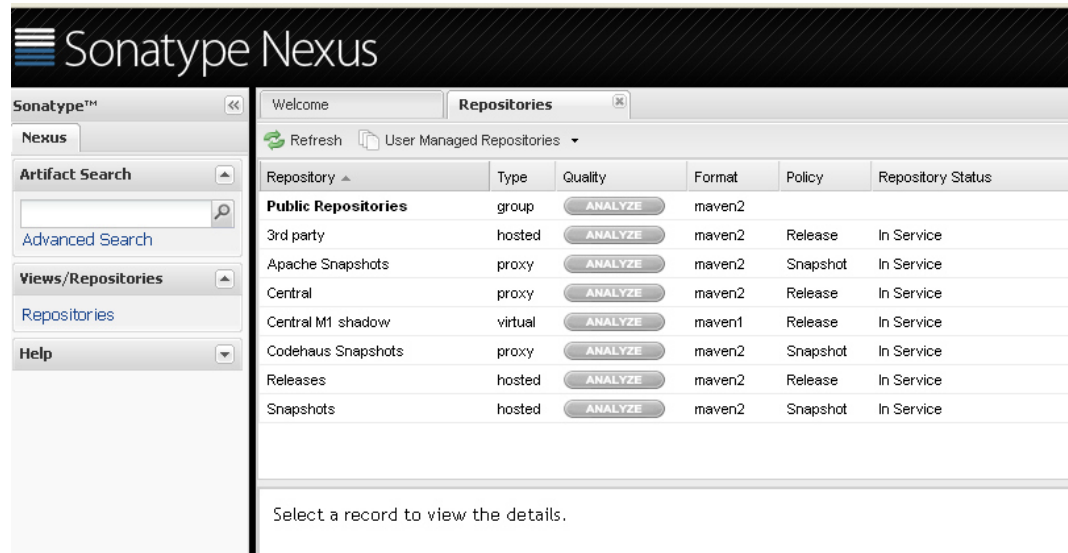 Sonatype Nexus
Sonatype™
Nexus
Artifact Search
Advanced Search
Views/Repositories
Repositories
Help
Welcome Repositories
Refresh User Managed Repositories
Repository Type Quality Format Policy Repository Status
Public Repositories group ANALYZE maven2
3rd party hosted ANALYZE maven2 Release In Service
Apache Snapshots proxy ANALYZE maven2 Snapshot In Service
Central proxy ANALYZE maven2 Release In Service
Central M1 shadow virtual ANALYZE maven1 Release In Service
Codehaus Snapshots proxy ANALYZE maven2 Snapshot In Service
Releases hosted ANALYZE maven2 Release In Service
Snapshots hosted ANALYZE maven2 Snapshot In Service
Select a record to view the details.